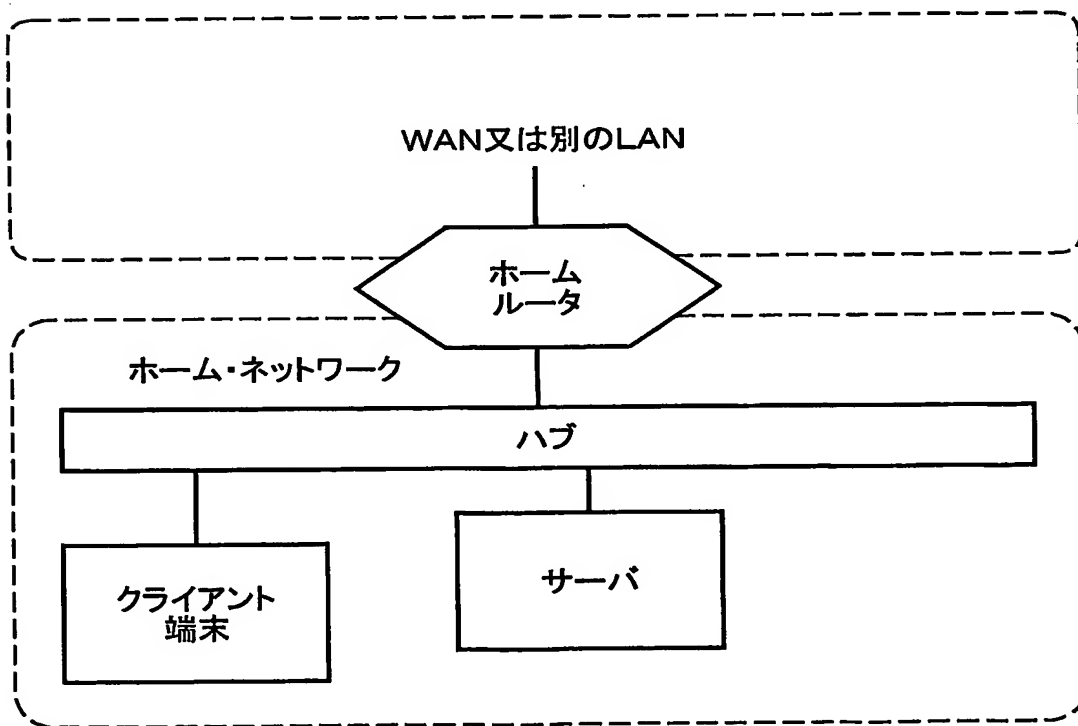 WAN又は別のLAN
ホーム
ルータ
ホーム・ネットワーク
ハブ
クライアント
端末
サーバ